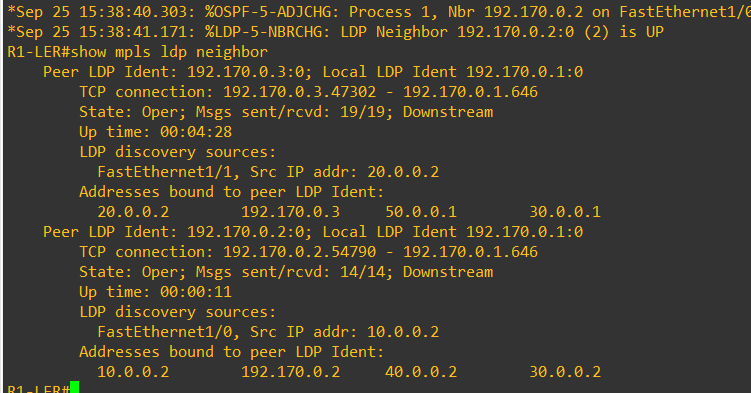 *Sep 25 15:38:40.303: %OSPF-5-ADJCHG: Process 1, Nbr 192.170.0.2 on FastEthernet1/0
*Sep 25 15:38:41.171: %LDP-5-NBRCHG: LDP Neighbor 192.170.0.2:0 (2) is UP
R1-LER#show mpls ldp neighbor
    Peer LDP Ident: 192.170.0.3:0; Local LDP Ident 192.170.0.1:0
        TCP connection: 192.170.0.3.47302 - 192.170.0.1.646
        State: Oper; Msgs sent/rcvd: 19/19; Downstream
        Up time: 00:04:28
        LDP discovery sources:
          FastEthernet1/1, Src IP addr: 20.0.0.2
        Addresses bound to peer LDP Ident:
          20.0.0.2        192.170.0.3     50.0.0.1        30.0.0.1
    Peer LDP Ident: 192.170.0.2:0; Local LDP Ident 192.170.0.1:0
        TCP connection: 192.170.0.2.54790 - 192.170.0.1.646
        State: Oper; Msgs sent/rcvd: 14/14; Downstream
        Up time: 00:00:11
        LDP discovery sources:
          FastEthernet1/0, Src IP addr: 10.0.0.2
        Addresses bound to peer LDP Ident:
          10.0.0.2        192.170.0.2     40.0.0.2        30.0.0.2
R1-LER#